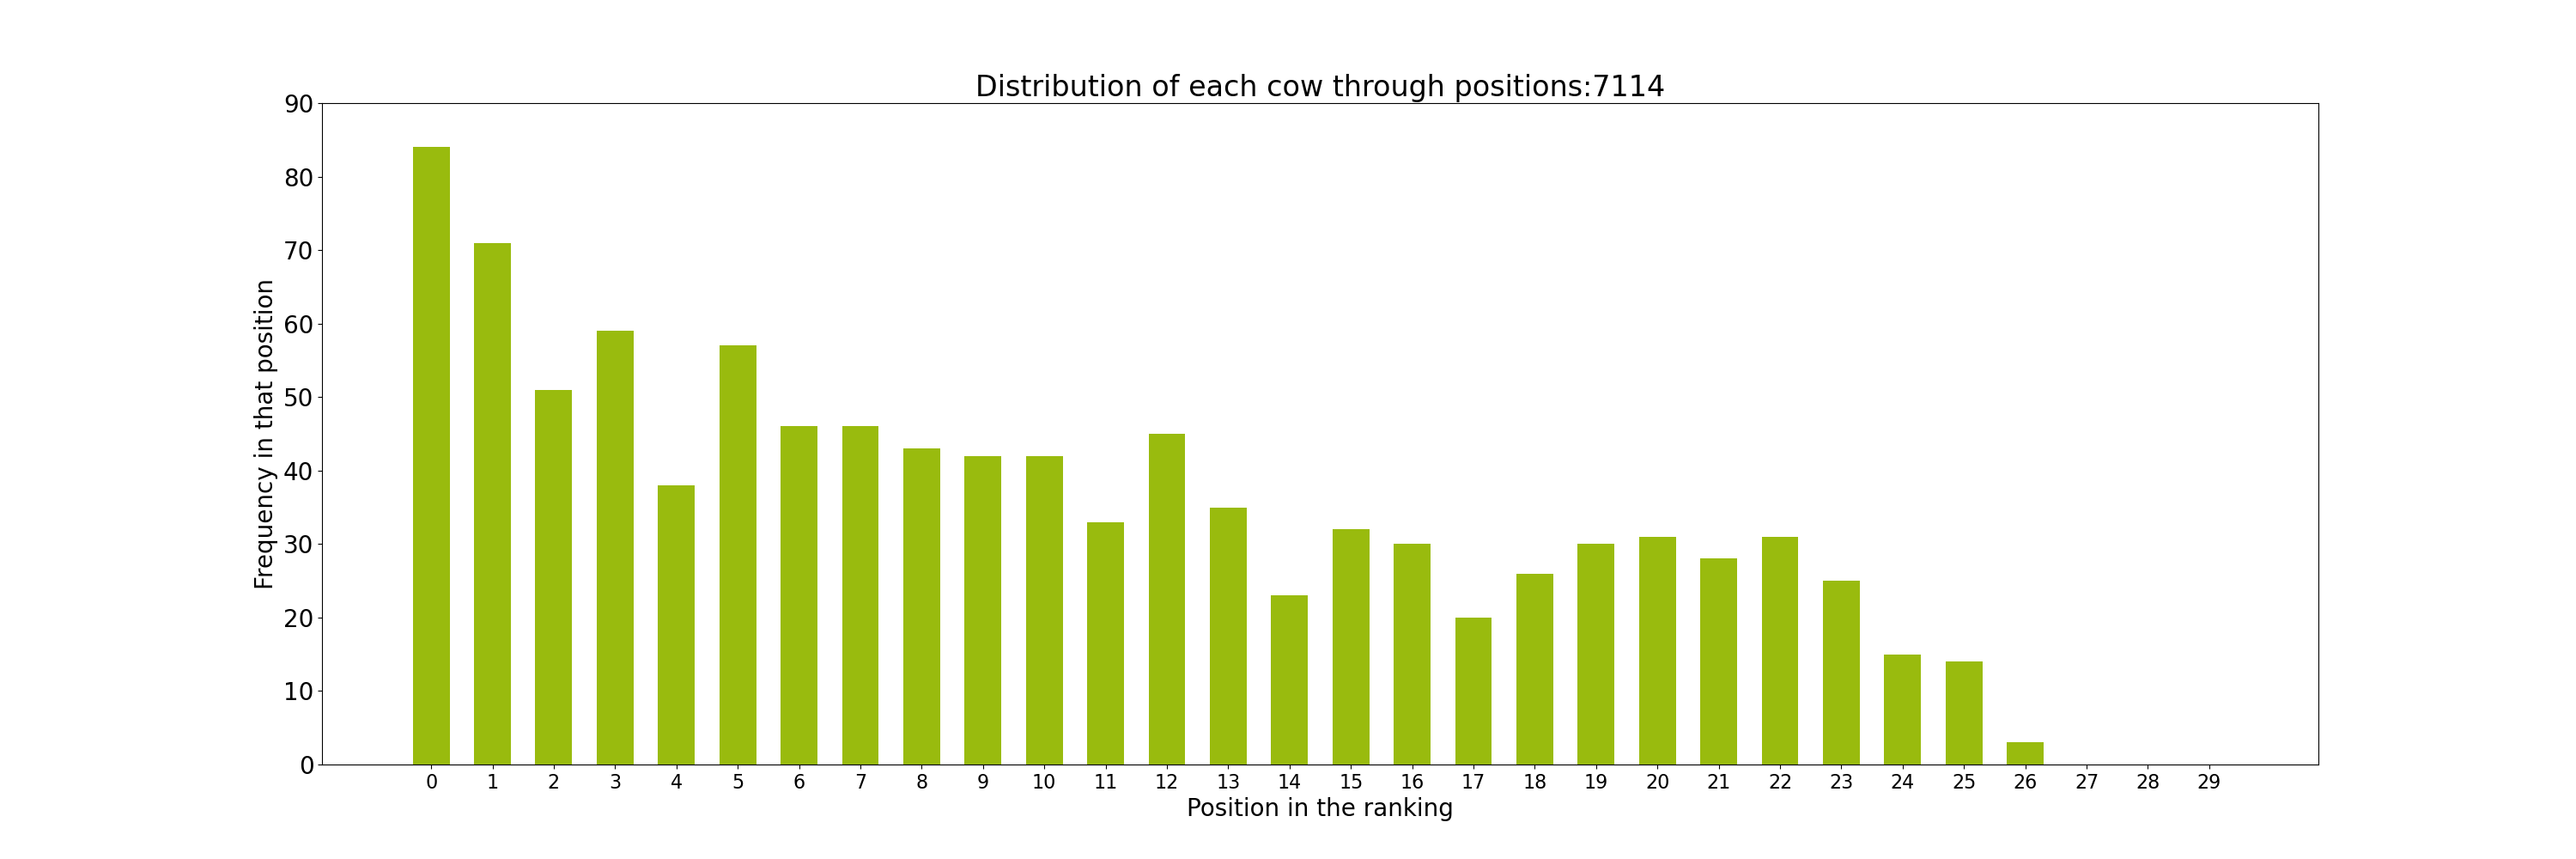 Distribution of each cow through positions:7114
Frequency in that position
90
80
70
60
50
40
30
20
10
0
0 1 2 3 4 5 6 7 8 9 10 11 12 13 14 15 16 17 18 19 20 21 22 23 24 25 26 27 28 29
Position in the ranking